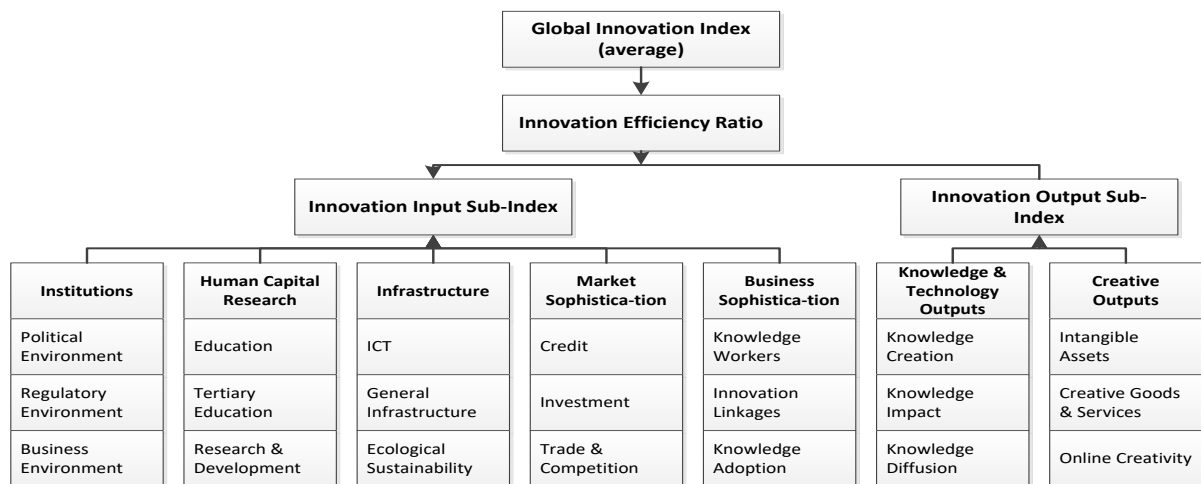 Global Innovation Index
(average)
Innovation Efficiency Ratio
Innovation Input Sub-Index
Innovation Output Sub-
Index
Institutions
Political
Environment
Regulatory
Environment
Business
Environment
Human Capital
Research
Education
Tertiary
Education
Research &
Development
Infrastructure
ICT
General
Infrastructure
Ecological
Sustainability
Market
Sophistica-tion
Credit
Investment
Trade &
Competition
Business
Sophistica-tion
Knowledge
Workers
Innovation
Linkages
Knowledge
Adoption
Knowledge &
Technology
Outputs
Knowledge
Creation
Knowledge
Impact
Knowledge
Diffusion
Creative
Outputs
Intangible
Assets
Creative Goods
& Services
Online Creativity